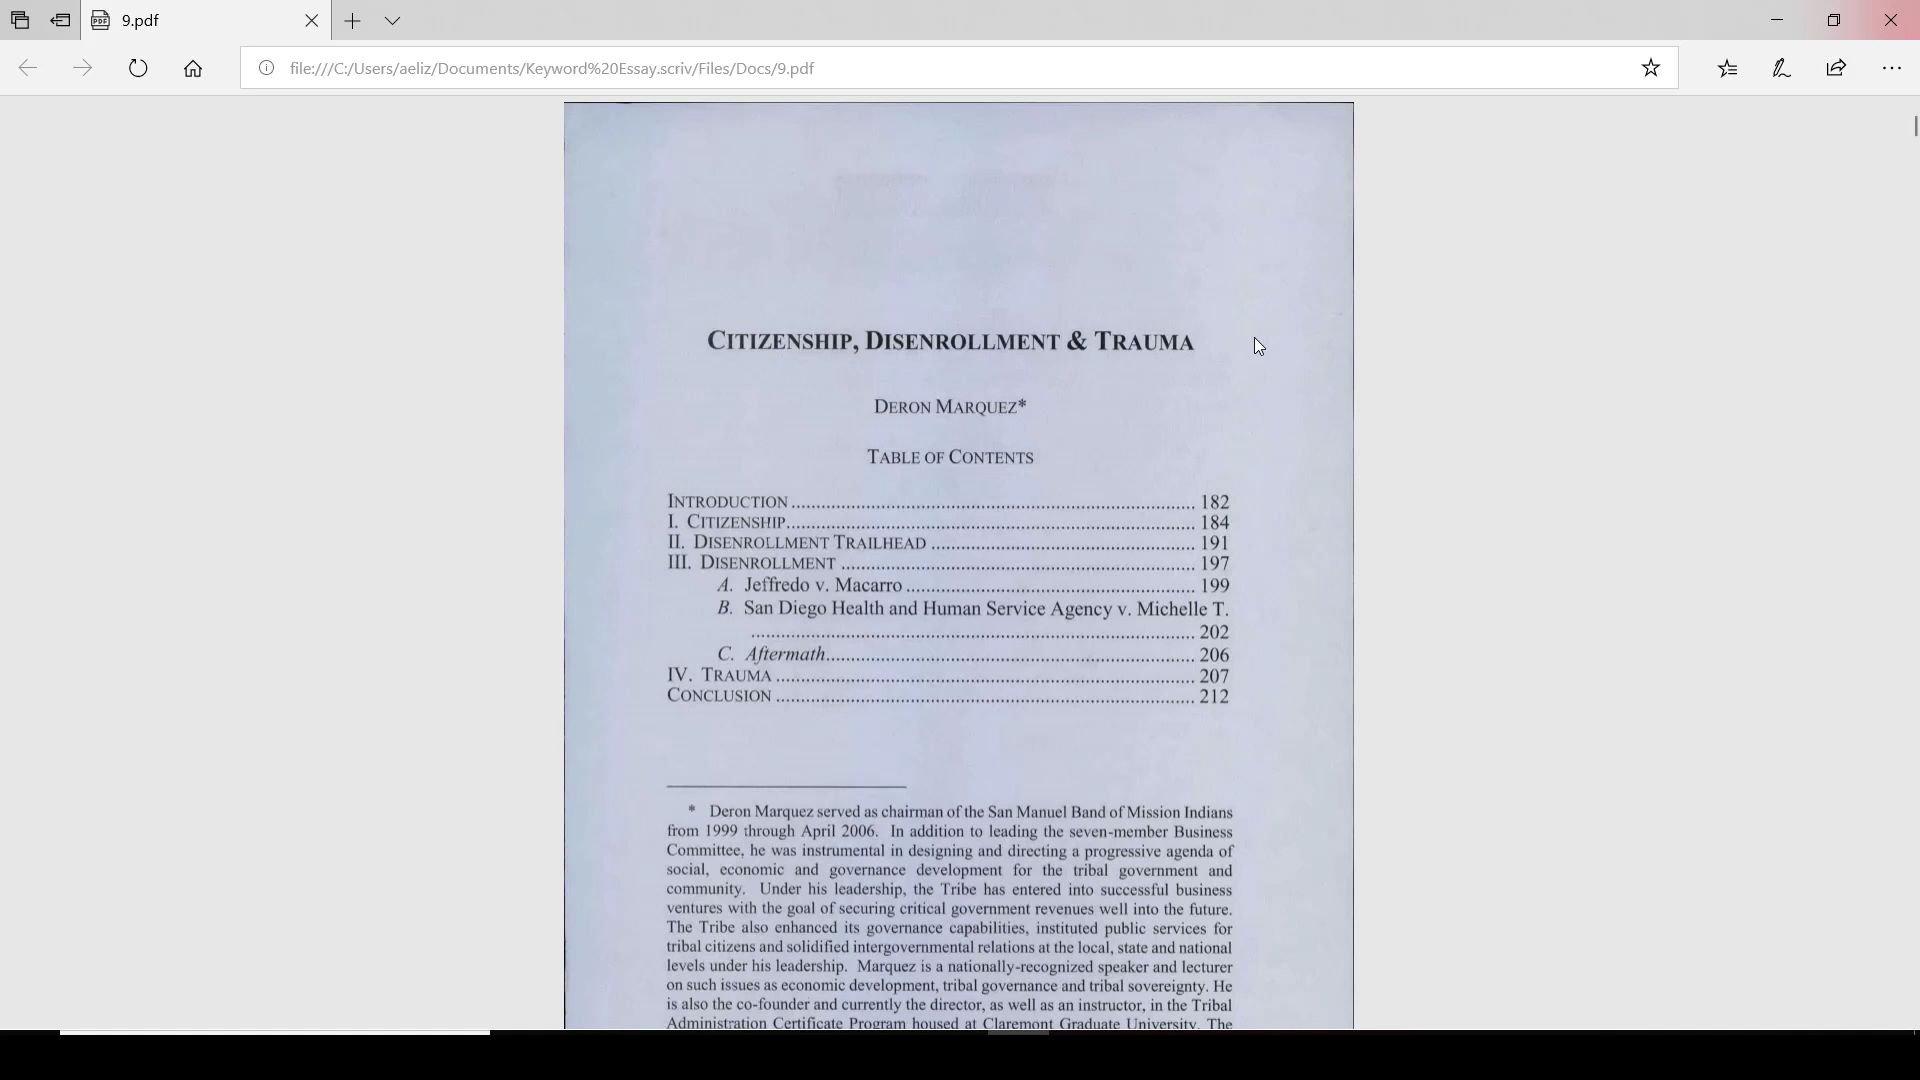 9.pdf
file:///C:/Users/aeliz/Documents/Keyword%20Essay.scriv/Files/Docs/9.pdf
CITIZENSHIP, DISENROLLMENT & TRAUMA
DERON MARQUEZ*
TABLE OF CONTENTS
INTRODUCTION ................................................................................ 182
I. CITIZENSHIP................................................................................. 184
II. DISENROLLMENT TRAILHEAD .................................................... 191
III. DISENROLLMENT ...................................................................... 197
A. Jeffredo v. Macarro ......................................................... 199
B. San Diego Health and Human Service Agency v. Michelle T.
........................................................................................ 202
C. Aftermath......................................................................... 206
IV. TRAUMA ................................................................................... 207
CONCLUSION ................................................................................... 212
* Deron Marquez served as chairman of the San Manuel Band of Mission Indians
from 1999 through April 2006. In addition to leading the seven-member Business
Committee, he was instrumental in designing and directing a progressive agenda of
social, economic and governance development for the tribal government and
community. Under his leadership, the Tribe has entered into successful business
ventures with the goal of securing critical government revenues well into the future.
The Tribe also enhanced its governance capabilities, instituted public services for
tribal citizens and solidified intergovernmental relations at the local, state and national
levels under his leadership. Marquez is a nationally-recognized speaker and lecturer
on such issues as economic development, tribal governance and tribal sovereignty. He
is also the co-founder and currently the director, as well as an instructor, in the Tribal
Administration Certificate Program housed at Claremont Graduate University. The